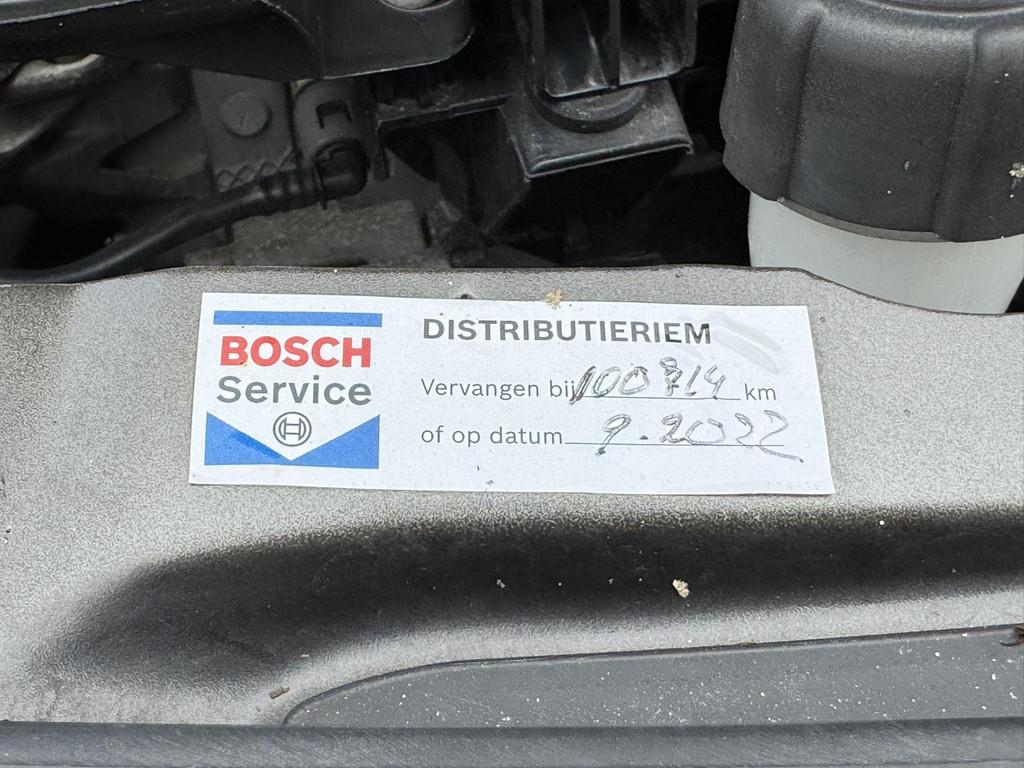 BOSCH
Service
DISTRIBUTIERIEM
Vervangen bij 100814 km
of op datum 9.2022